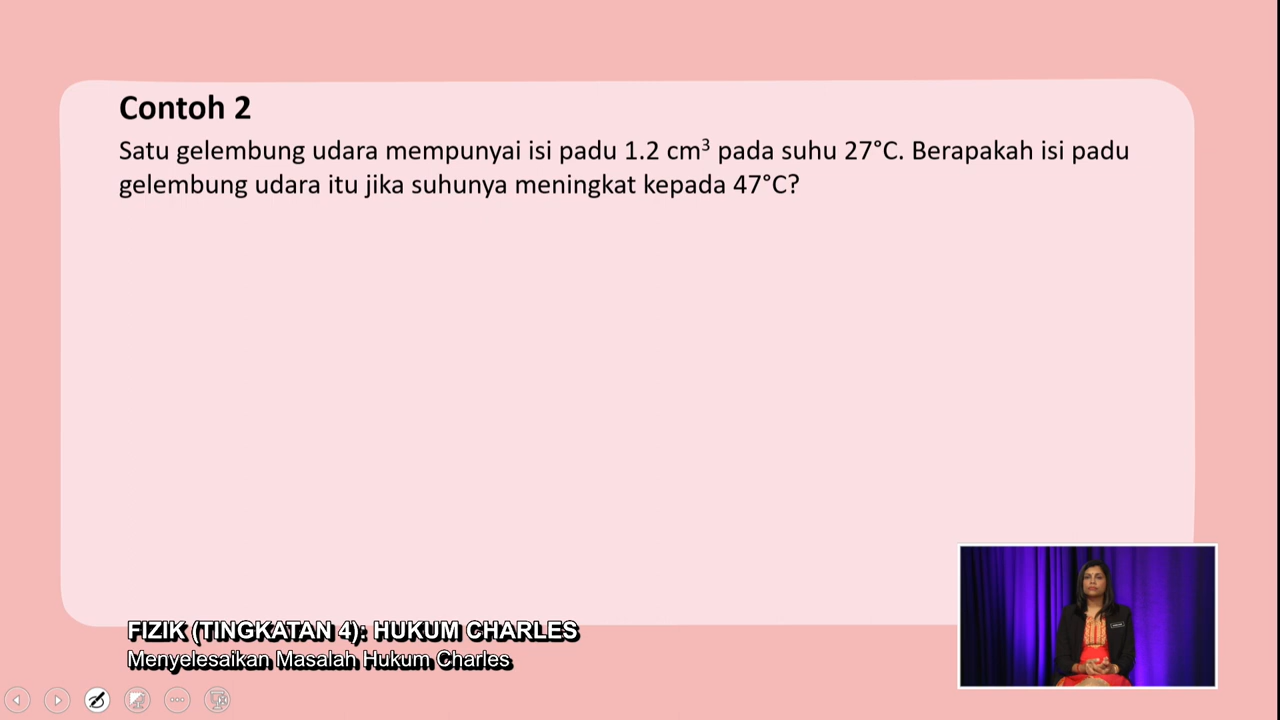 Contoh 2
Satu gelembung udara mempunyai isi padu 1.2 cm³ pada suhu 27°C. Berapakah isi padu
gelembung udara itu jika suhunya meningkat kepada 47°C?
FIZIK (TINGKATAN 4): HUKUM CHARLES
Menyelesaikan Masalah Hukum Charles